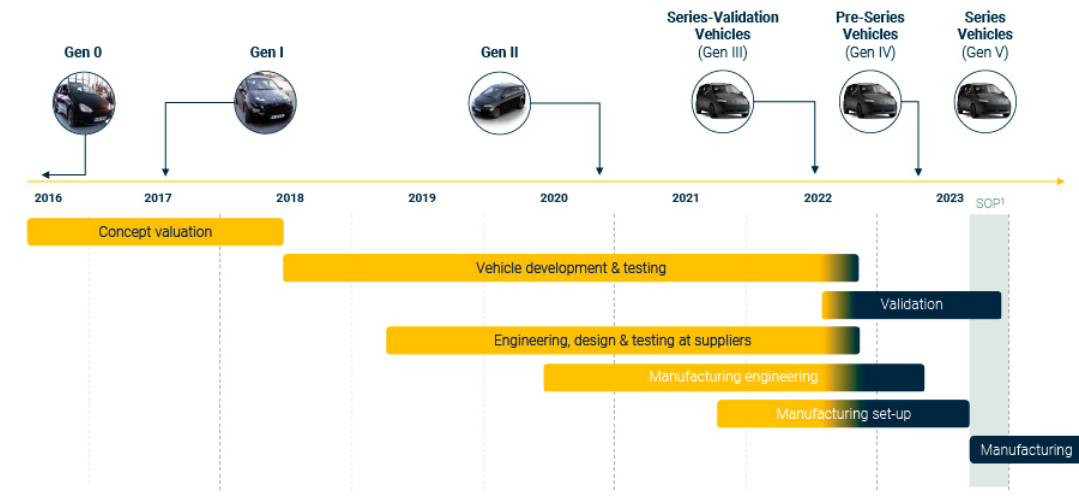 Series-Validation
Vehicles
(Gen III)
Pre-Series
Vehicles
(Gen IV)
Series
Vehicles
(Gen V)
Gen 0
Gen I
Gen II
2016
2017
2018
2019
2020
2021
2022
2023
SOP¹
Concept valuation
Vehicle development & testing
Validation
Engineering, design & testing at suppliers
Manufacturing engineering
Manufacturing set-up
Manufacturing